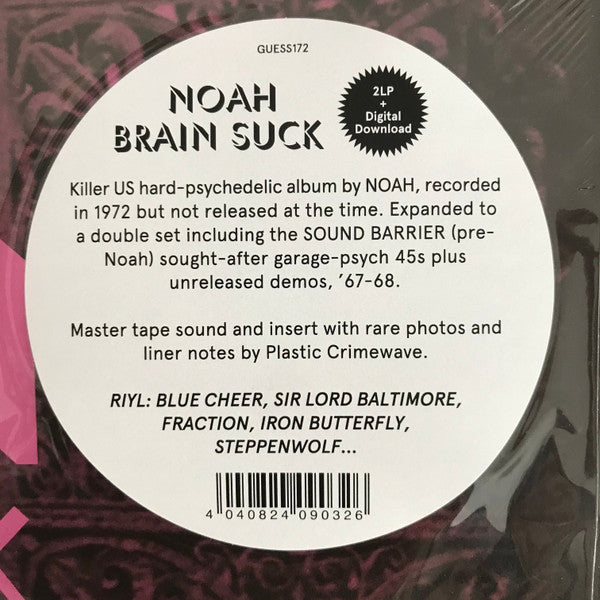 GUESS172
NOAH
BRAIN SUCK
2LP
+
Digital
Download
Killer US hard-psychedelic album by NOAH, recorded
in 1972 but not released at the time. Expanded to
a double set including the SOUND BARRIER (pre-
Noah) sought-after garage-psych 45s plus
unreleased demos, ’67-68.
Master tape sound and insert with rare photos and
liner notes by Plastic Crimewave.
RIYL: BLUE CHEER, SIR LORD BALTIMORE,
FRACTION, IRON BUTTERFLY,
STEPPENWOLF...
4 040824 090326